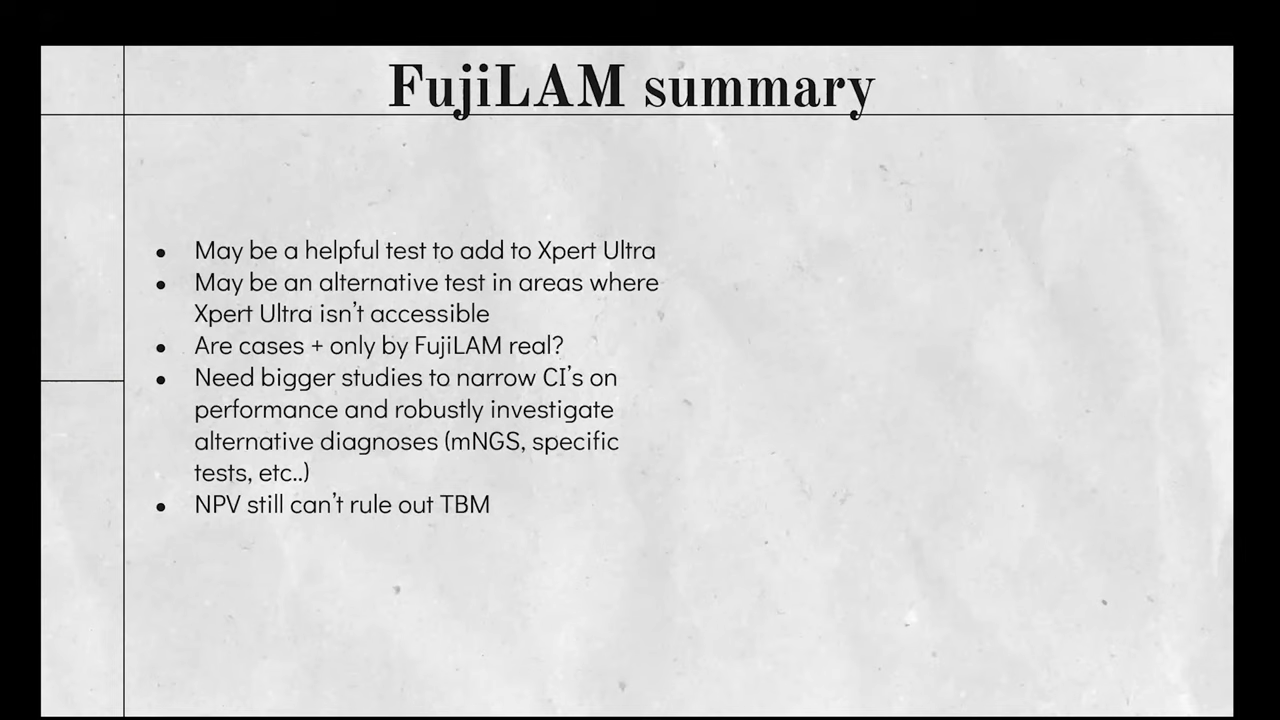 FujiLAM summary
● May be a helpful test to add to Xpert Ultra
● May be an alternative test in areas where
Xpert Ultra isn’t accessible
● Are cases + only by FujiLAM real?
● Need bigger studies to narrow CI’s on
performance and robustly investigate
alternative diagnoses (mNGS, specific
tests, etc..)
● NPV still can’t rule out TBM